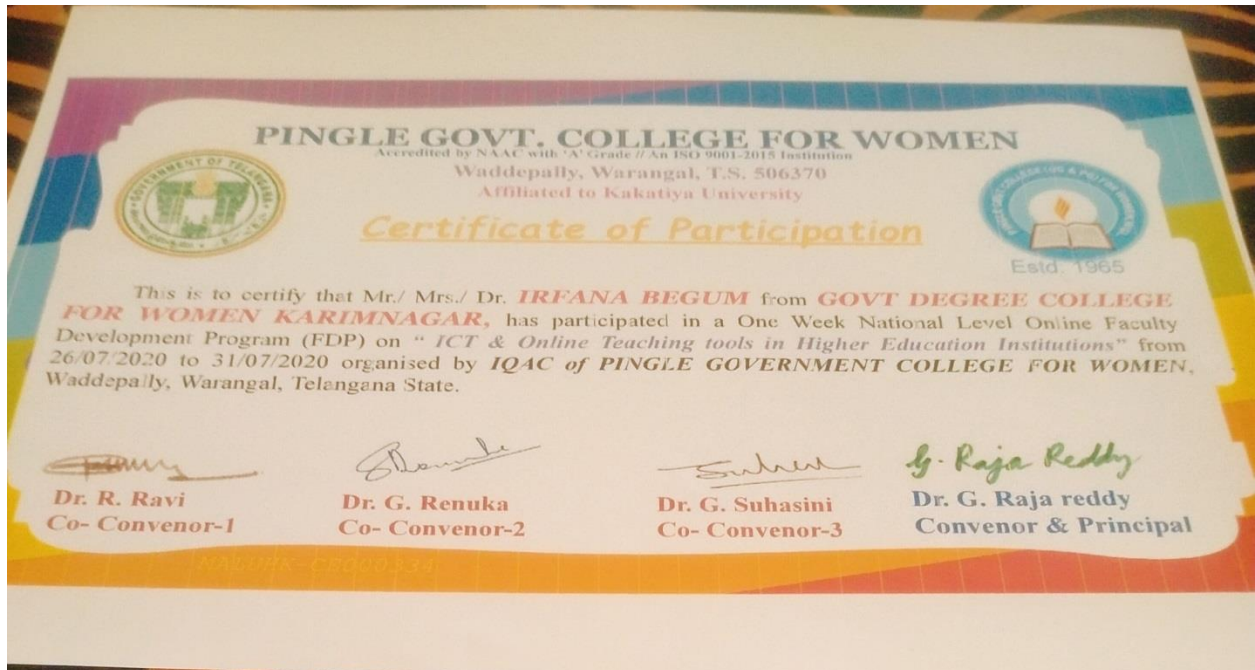 PINGLE GOVT. COLLEGE FOR WOMEN
Accredited by NAAC with 'A' Grade // An ISO 9001-2015 Institution
Waddepally, Warangal, T.S. 506370
Affiliated to Kakatiya University
GOVERNMENT OF TELANGANA
Certificate of Participation
Estd. 1965
This is to certify that Mr./ Mrs./ Dr. IRFANA BEGUM from GOVT DEGREE COLLEGE
FOR WOMEN KARIMNAGAR, has participated in a One Week National Level Online Faculty
Development Program (FDP) on " ICT & Online Teaching tools in Higher Education Institutions" from
26/07/2020 to 31/07/2020 organised by IQAC of PINGLE GOVERNMENT COLLEGE FOR WOMEN,
Waddepally, Warangal, Telangana State.
G. Raja Reddy
Dr. R. Ravi
Co- Convenor-1
Dr. G. Renuka
Co- Convenor-2
Dr. G. Suhasini
Co- Convenor-3
Dr. G. Raja reddy
Convenor & Principal